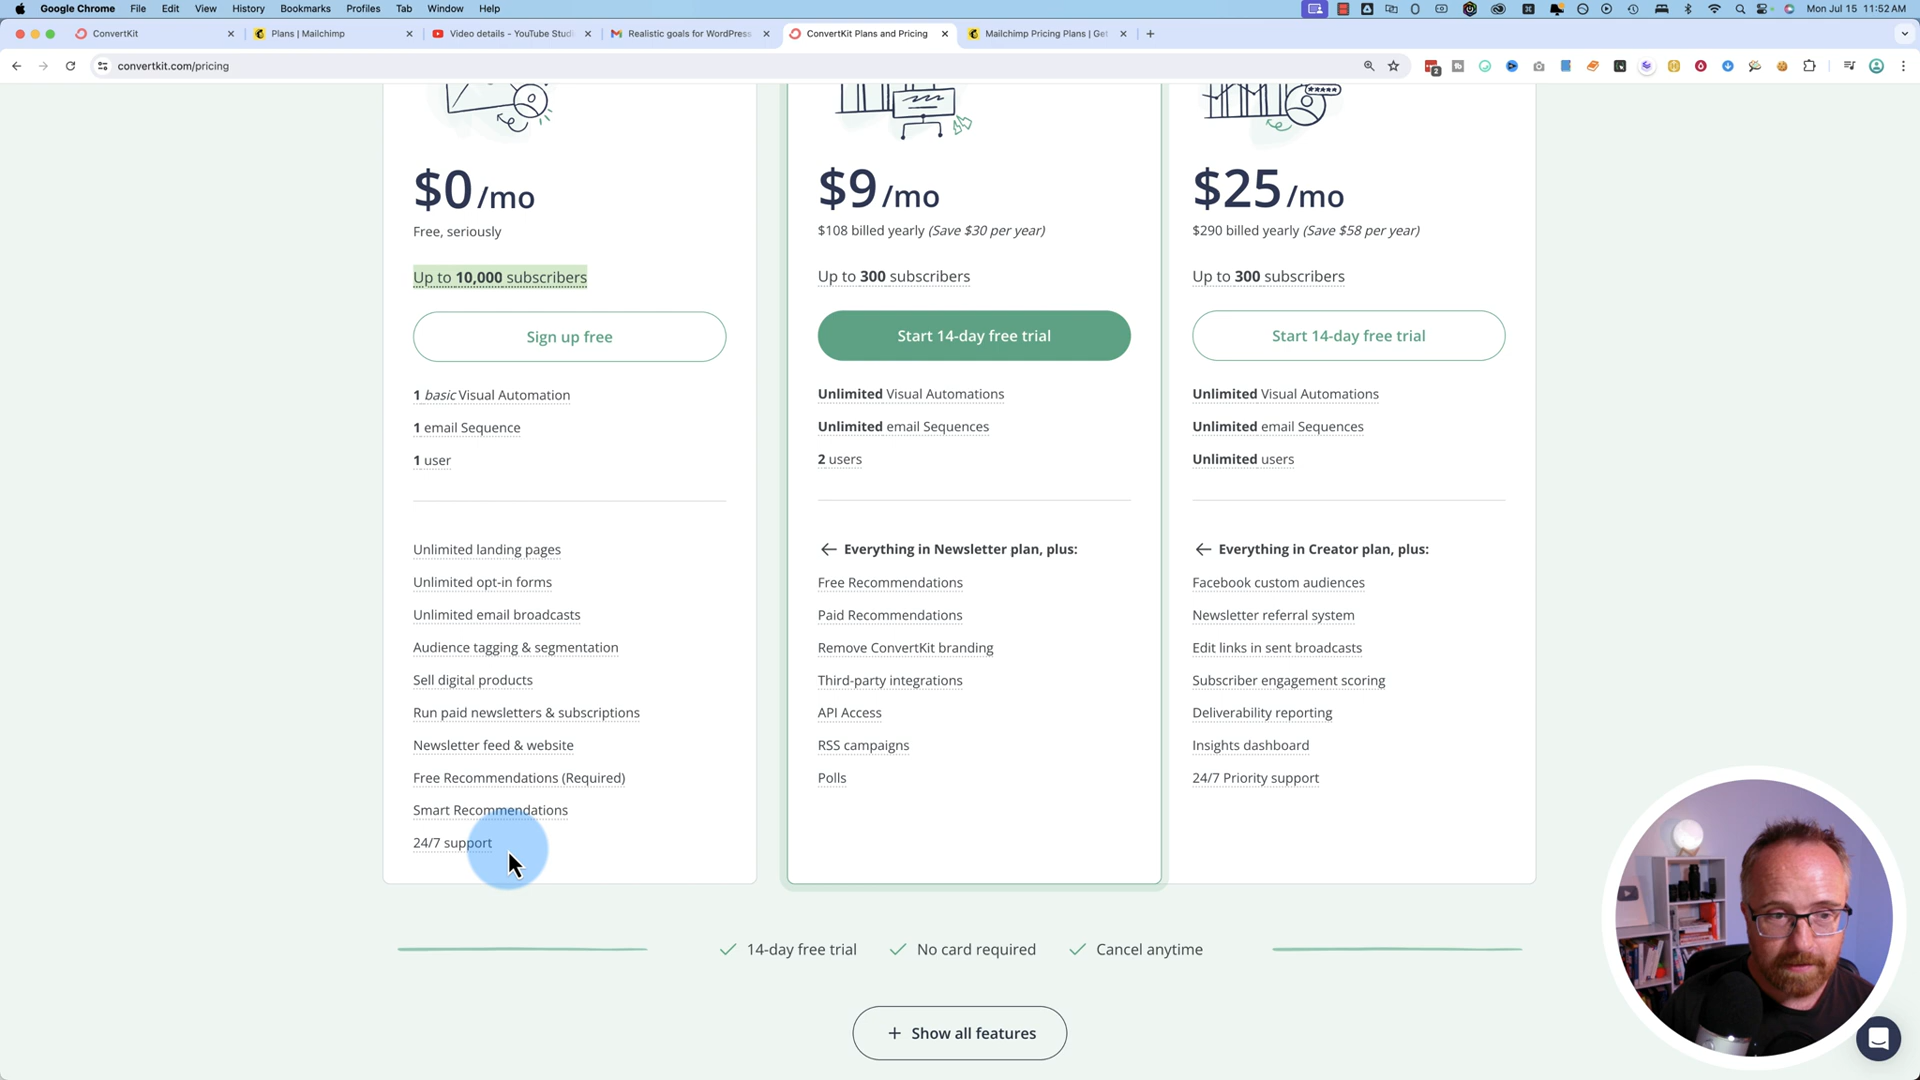 Google Chrome File Edit View History Bookmarks Profiles Tab Window Help
Mon Jul 15 11:52 AM
ConvertKit
Plans | Mailchimp
Video details - YouTube Studi
Realistic goals for WordPress
ConvertKit Plans and Pricing
Mailchimp Pricing Plans | Get
convertkit.com/pricing
2
$0/mo
Free, seriously
Up to 10,000 subscribers
Sign up free
1 basic Visual Automation
1 email Sequence
1 user
Unlimited landing pages
Unlimited opt-in forms
Unlimited email broadcasts
Audience tagging & segmentation
Sell digital products
Run paid newsletters & subscriptions
Newsletter feed & website
Free Recommendations (Required)
Smart Recommendations
24/7 support
$9/mo
$108 billed yearly (Save $30 per year)
Up to 300 subscribers
Start 14-day free trial
Unlimited Visual Automations
Unlimited email Sequences
2 users
Everything in Newsletter plan, plus:
Free Recommendations
Paid Recommendations
Remove ConvertKit branding
Third-party integrations
API Access
RSS campaigns
Polls
$25/mo
$290 billed yearly (Save $58 per year)
Up to 300 subscribers
Start 14-day free trial
Unlimited Visual Automations
Unlimited email Sequences
Unlimited users
Everything in Creator plan, plus:
Facebook custom audiences
Newsletter referral system
Edit links in sent broadcasts
Subscriber engagement scoring
Deliverability reporting
Insights dashboard
24/7 Priority support
14-day free trial
No card required
Cancel anytime
+ Show all features